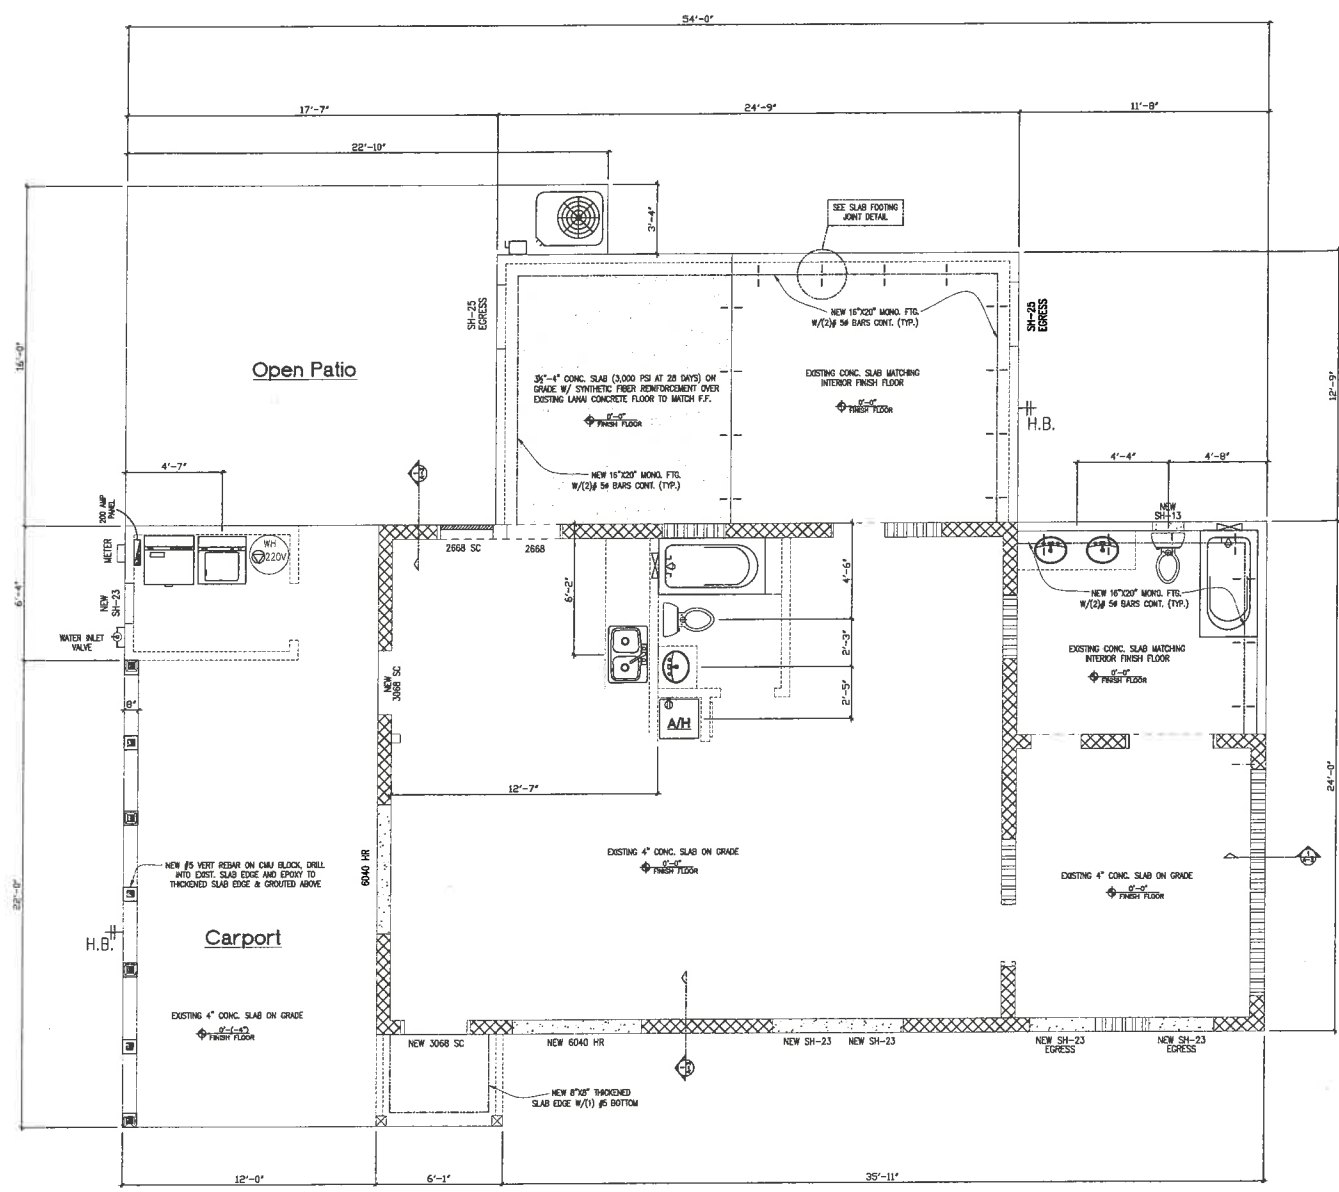 54'-0"
17'-7"
24'-9"
11'-8"
22'-10"
3'-4"
SEE SLAB FOOTING
JOINT DETAIL
SH-25
EGRESS
NEW 16"X20" MONO. FTG.
W/(2)# 5# BARS CONT. (TYP.)
SH-25
EGRESS
16'-0"
Open Patio
3½"-4" CONC. SLAB (3,000 PSI AT 28 DAYS) ON
GRADE W/ SYNTHETIC FIBER REINFORCEMENT OVER
EXISTING LANAI CONCRETE FLOOR TO MATCH F.F.
0'-0"
FINISH FLOOR
EXISTING CONC. SLAB MATCHING
INTERIOR FINISH FLOOR
0'-0"
FINISH FLOOR
12'-9"
H.B.
4'-7"
NEW 16"X20" MONO. FTG.
W/(2)# 5# BARS CONT. (TYP.)
4'-4"
4'-8"
200 AMP
PANEL
NEW
SH-13
METER
WH
220V
2668 SC
2668
6'-4"
NEW
SH-23
6'-2"
4'-6"
NEW 16"X20" MONO. FTG.
W/(2)# 5# BARS CONT. (TYP.)
WATER INLET
VALVE
2'-3"
EXISTING CONC. SLAB MATCHING
INTERIOR FINISH FLOOR
0'-0"
FINISH FLOOR
NEW
3068 SC
2'-5"
8"
A/H
12'-7"
24'-0"
6040 HR
EXISTING 4" CONC. SLAB ON GRADE
0'-0"
FINISH FLOOR
NEW #5 VERT REBAR ON CMU BLOCK, DRILL
INTO EXIST. SLAB EDGE AND EPOXY TO
THICKENED SLAB EDGE & GROUTED ABOVE
EXISTING 4" CONC. SLAB ON GRADE
0'-0"
FINISH FLOOR
22'-0"
H.B.
Carport
EXISTING 4" CONC. SLAB ON GRADE
0'-(-4")
FINISH FLOOR
NEW 3068 SC
NEW 6040 HR
NEW SH-23
NEW SH-23
NEW SH-23
EGRESS
NEW SH-23
EGRESS
NEW 8"X8" THICKENED
SLAB EDGE W/(1) #5 BOTTOM
12'-0"
6'-1"
35'-11"